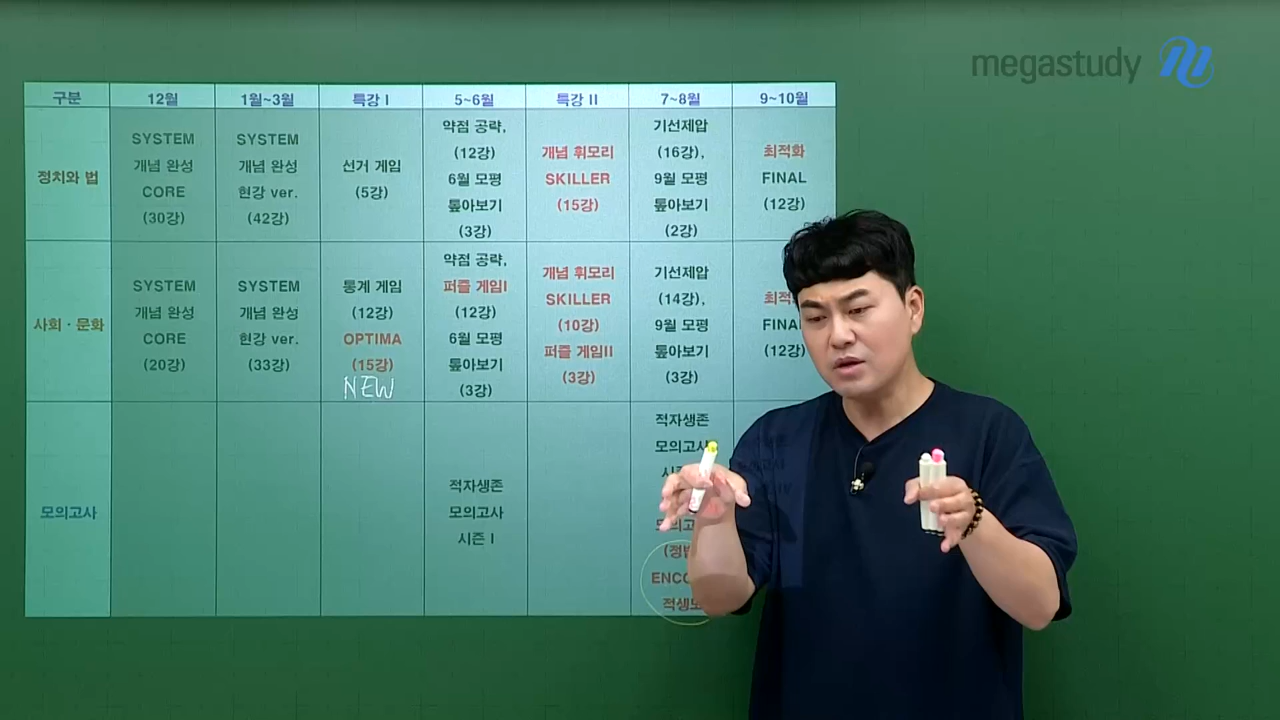 megastudy
구분 12월 1월~3월 특강 I 5~6월 특강 II 7~8월 9~10월
정치와 법
SYSTEM
개념 완성
CORE
(30강)
SYSTEM
개념 완성
현강 ver.
(42강)
선거 게임
(5강)
약점 공략,
(12강)
6월 모평
톺아보기
(3강)
개념 휘모리
SKILLER
(15강)
기선제압
(16강),
9월 모평
톺아보기
(2강)
최적화
FINAL
(12강)
사회·문화
SYSTEM
개념 완성
CORE
(20강)
SYSTEM
개념 완성
현강 ver.
(33강)
통계 게임
(12강)
OPTIMA
(15강)
NEW
약점 공략,
퍼즐 게임I
(12강)
6월 모평
톺아보기
(3강)
개념 휘모리
SKILLER
(10강)
퍼즐 게임II
(3강)
기선제압
(14강),
9월 모평
톺아보기
(3강)
FINAL
(12강)
모의고사
적자생존
모의고사
시즌 I
적자생존
모의고사